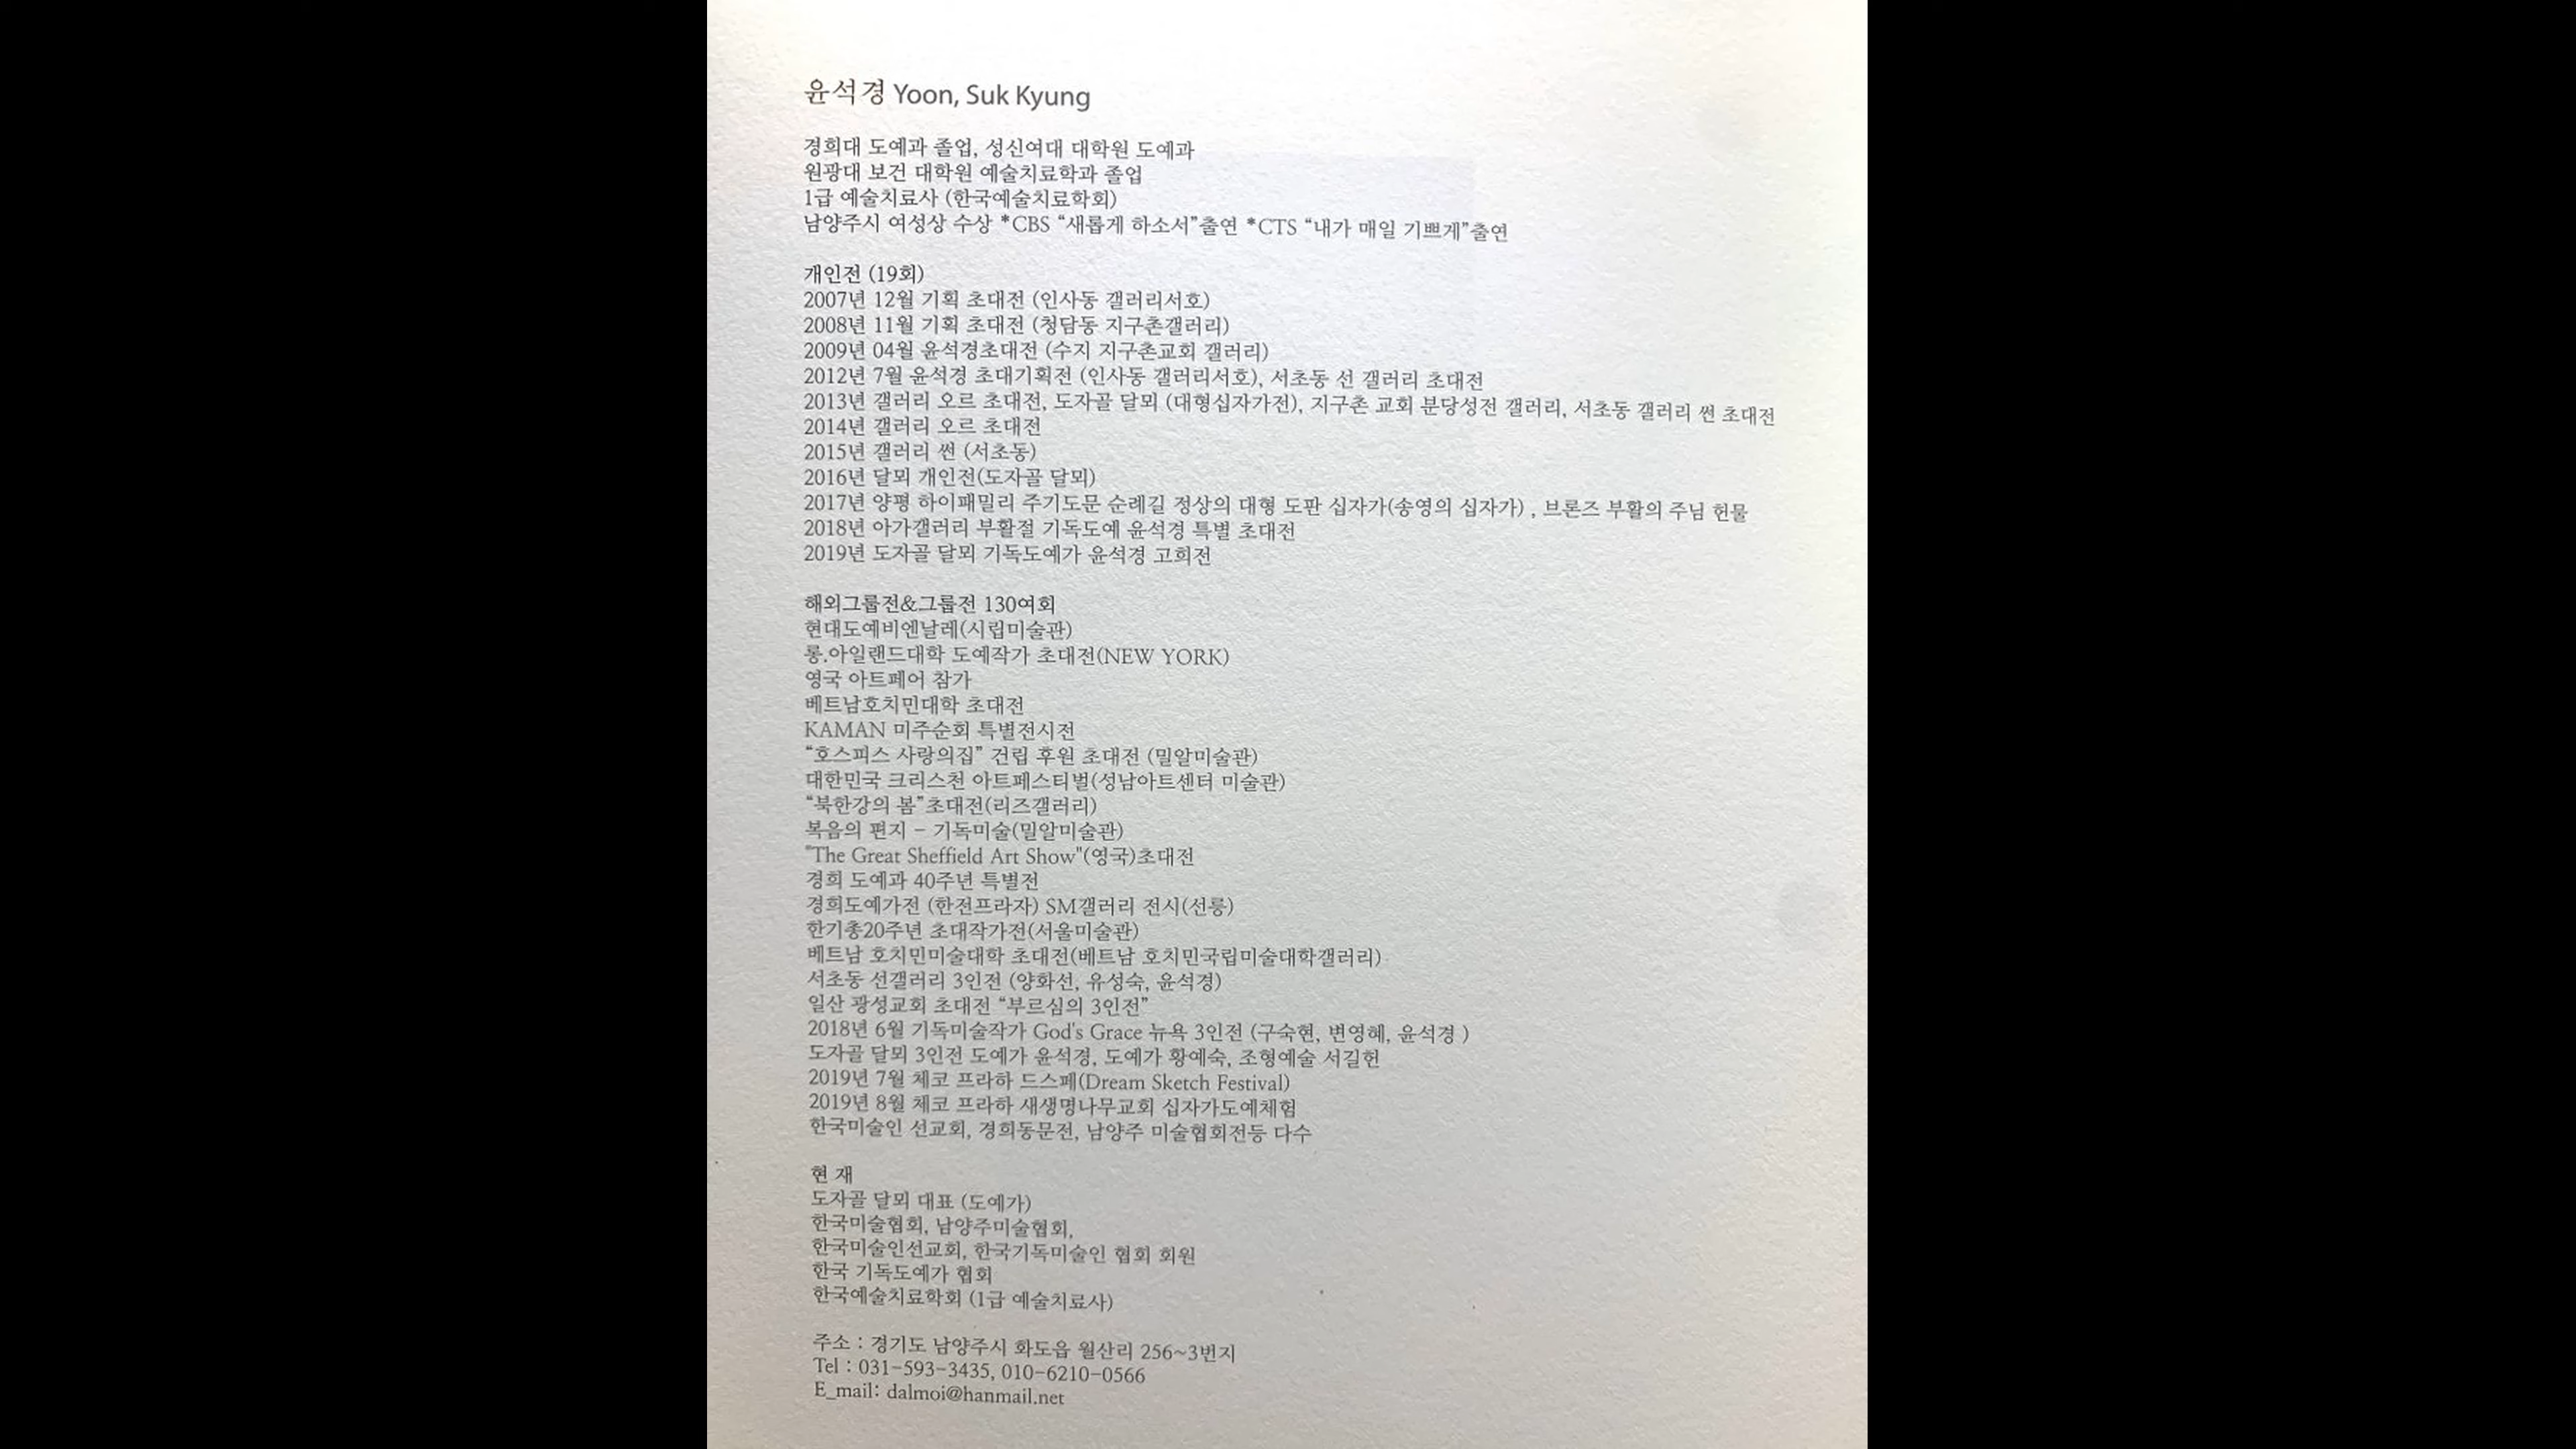 윤석경 Yoon, Suk Kyung
경희대 도예과 졸업, 성신여대 대학원 도예과
원광대 보건 대학원 예술치료학과 졸업
1급 예술치료사 (한국예술치료학회)
남양주시 여성상 수상 *CBS “새롭게 하소서”출연 *CTS “내가 매일 기쁘게”출연
개인전 (19회)
2007년 12월 기획 초대전 (인사동 갤러리서호)
2008년 11월 기획 초대전 (청담동 지구촌갤러리)
2009년 04월 윤석경초대전 (수지 지구촌교회 갤러리)
2012년 7월 윤석경 초대기획전 (인사동 갤러리서호), 서초동 선 갤러리 초대전
2013년 갤러리 오르 초대전, 도자골 달뫼 (대형십자가전), 지구촌 교회 분당성전 갤러리, 서초동 갤러리 썬 초대전
2014년 갤러리 오르 초대전
2015년 갤러리 썬 (서초동)
2016년 달뫼 개인전(도자골 달뫼)
2017년 양평 하이패밀리 주기도문 순례길 정상의 대형 도판 십자가(송영의 십자가) , 브론즈 부활의 주님 헌물
2018년 아가갤러리 부활절 기독도예 윤석경 특별 초대전
2019년 도자골 달뫼 기독도예가 윤석경 고희전
해외그룹전&그룹전 130여회
현대도예비엔날레(시립미술관)
롱.아일랜드대학 도예작가 초대전(NEW YORK)
영국 아트페어 참가
베트남호치민대학 초대전
KAMAN 미주순회 특별전시전
“호스피스 사랑의집” 건립 후원 초대전 (밀알미술관)
대한민국 크리스천 아트페스티벌(성남아트센터 미술관)
“북한강의 봄”초대전(리즈갤러리)
복음의 편지 - 기독미술(밀알미술관)
"The Great Sheffield Art Show"(영국)초대전
경희 도예과 40주년 특별전
경희도예가전 (한전프라자) SM갤러리 전시(선릉)
한기총20주년 초대작가전(서울미술관)
베트남 호치민미술대학 초대전(베트남 호치민국립미술대학갤러리)
서초동 선갤러리 3인전 (양화선, 유성숙, 윤석경)
일산 광성교회 초대전 “부르심의 3인전”
2018년 6월 기독미술작가 God's Grace 뉴욕 3인전 (구숙현, 변영혜, 윤석경 )
도자골 달뫼 3인전 도예가 윤석경, 도예가 황예숙, 조형예술 서길헌
2019년 7월 체코 프라하 드스페(Dream Sketch Festival)
2019년 8월 체코 프라하 새생명나무교회 십자가도예체험
한국미술인 선교회, 경희동문전, 남양주 미술협회전등 다수
현 재
도자골 달뫼 대표 (도예가)
한국미술협회, 남양주미술협회,
한국미술인선교회, 한국기독미술인 협회 회원
한국 기독도예가 협회
한국예술치료학회 (1급 예술치료사)
주소 : 경기도 남양주시 화도읍 월산리 256~3번지
Tel : 031-593-3435, 010-6210-0566
E_mail: dalmoi@hanmail.net